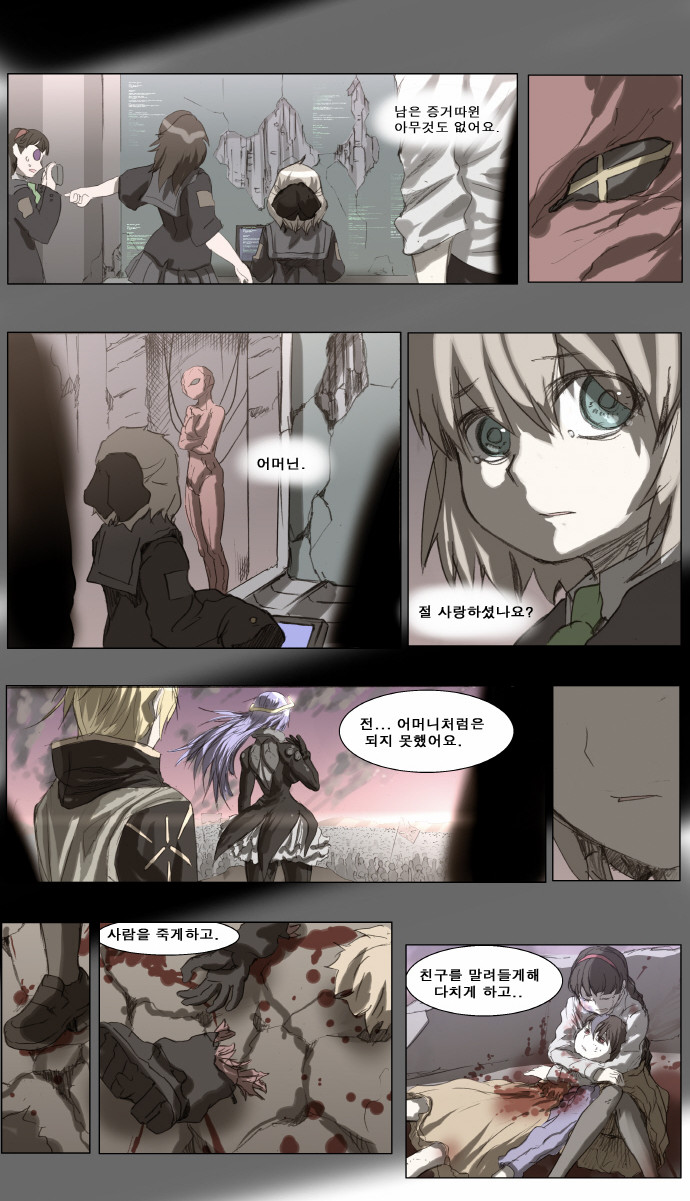 남은 증거따윈
아무것도 없어요.
어머닌.
절 사랑하셨나요?
전... 어머니처럼은
되지 못했어요.
사람을 죽게하고.
친구를 말려들게해
다치게 하고..